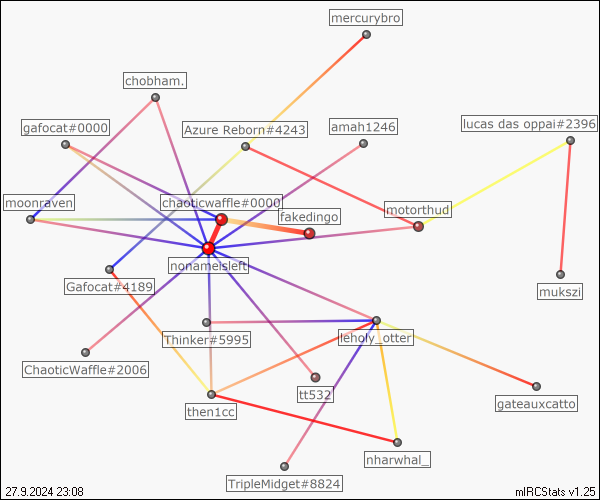 mercurybro
chobham.
gafocat#0000
Azure Reborn#4243
amah1246
lucas das oppai#2396
moonraven
chaoticwaffle#0000
fakedingo
motorthud
nonameisleft
Gafocat#4189
mukszi
Thinker#5995
leholy_otter
ChaoticWaffle#2006
tt532
then1cc
gateauxcatto
nharwhal_
TripleMidget#8824
27.9.2024 23:08
mIRCStats v1.25